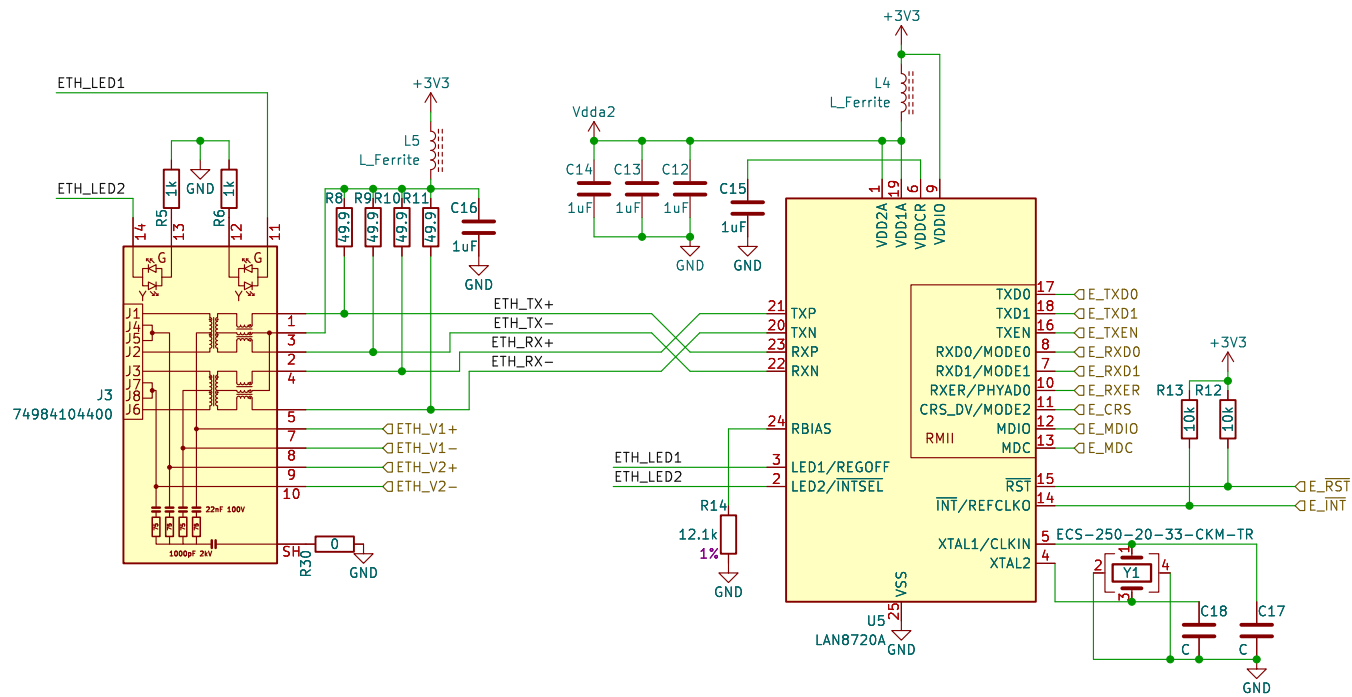 +3V3
L4
L_Ferrite
ETH_LED1
+3V3
L5
L_Ferrite
Vdda2
C14
1uF
C13
1uF
C12
1uF
GND
C15
1uF
GND
1
19
6
9
VDD2A
VDD1A
VDDCR
VDDIO
ETH_LED2
1k
R5
GND
1k
R6
14
13
12
11
R8
49.9
R9
49.9
R10
49.9
R11
49.9
C16
1uF
GND
G
Y
G
Y
J1
J4
J5
J2
J3
J7
J8
J6
1
3
2
4
5
7
8
9
10
J3
74984104400
22nF 100V
75
75
75
75
1000pF 2kV
SH
0
R30
GND
ETH_TX+
ETH_TX-
ETH_RX+
ETH_RX-
ETH_V1+
ETH_V1-
ETH_V2+
ETH_V2-
21
TXP
20
TXN
23
RXP
22
RXN
24
RBIAS
ETH_LED1
3
LED1/REGOFF
ETH_LED2
2
LED2/INTSEL
R14
12.1k
1%
GND
TXD0
17
E_TXD0
TXD1
18
E_TXD1
TXEN
16
E_TXEN
RXD0/MODE0
8
E_RXD0
RXD1/MODE1
7
E_RXD1
RXER/PHYAD0
10
E_RXER
CRS_DV/MODE2
11
E_CRS
MDIO
12
E_MDIO
RMII
MDC
13
E_MDC
RST
15
E_RST
INT/REFCLKO
14
E_INT
XTAL1/CLKIN
5
XTAL2
4
+3V3
R13
10k
R12
10k
ECS-250-20-33-CKM-TR
1
2
Y1
4
3
C18
C
C17
C
GND
VSS
25
U5
LAN8720A
GND